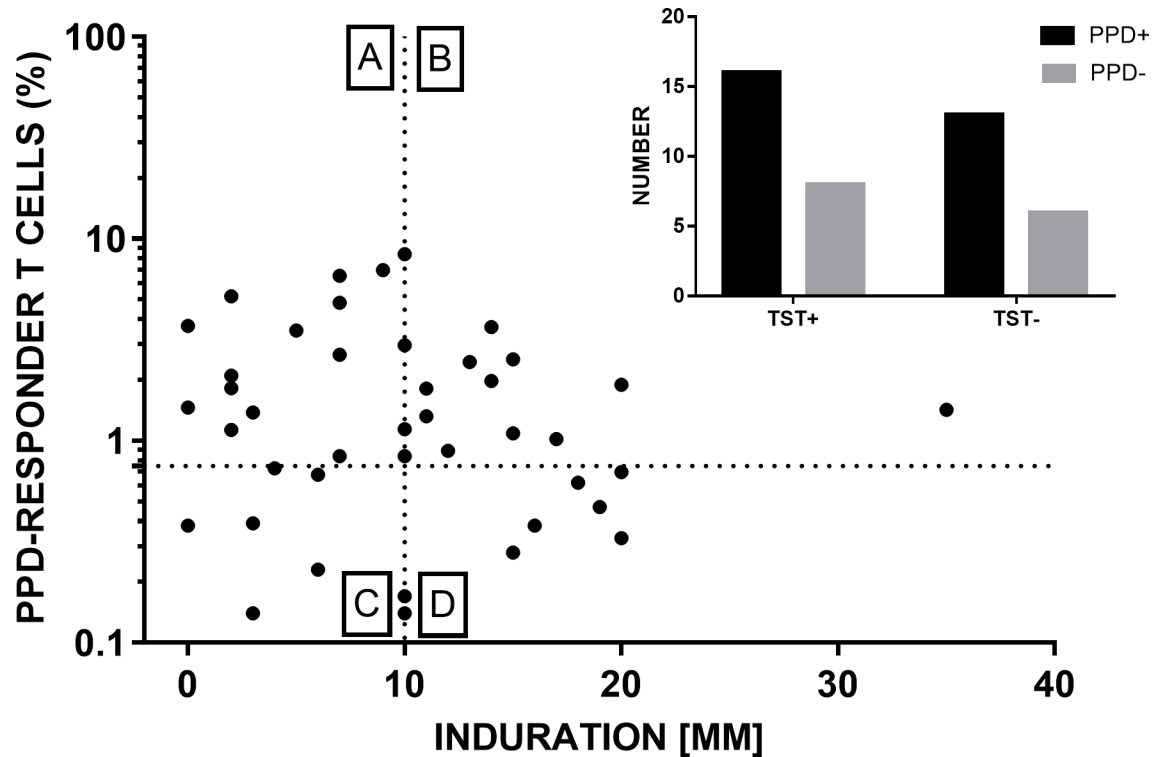 PPD-RESPONDER T CELLS (%)
100
10
1
0.1
A
B
C
D
0
10
20
30
40
INDURATION [MM]
NUMBER
20
15
10
5
0
TST+
TST-
PPD+
PPD-